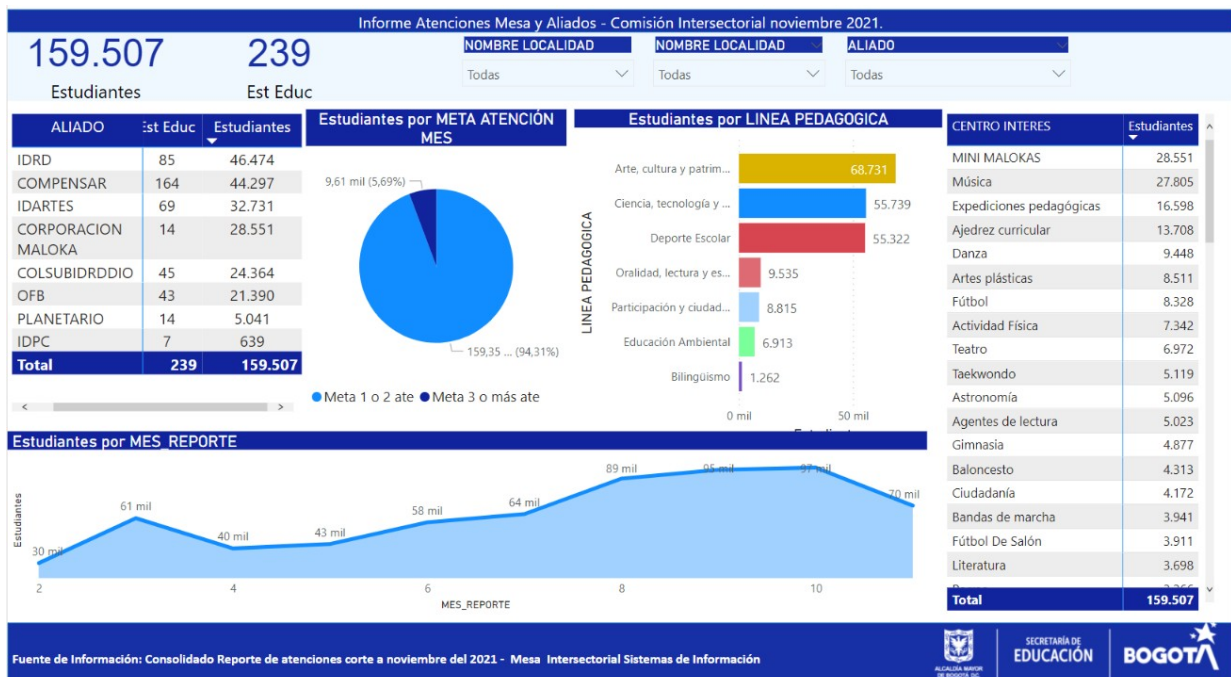 Informe Atenciones Mesa y Aliados - Comisión Intersectorial noviembre 2021.
159.507
Estudiantes
239
Est Educ
NOMBRE LOCALIDAD
Todas
NOMBRE LOCALIDAD
Todas
ALIADO
Todas
ALIADO Est Educ Estudiantes
IDRD 85 46.474
COMPENSAR 164 44.297
IDARTES 69 32.731
CORPORACION MALOKA 14 28.551
COLSUBIDRDDIO 45 24.364
OFB 43 21.390
PLANETARIO 14 5.041
IDPC 7 639
Total 239 159.507
Estudiantes por META ATENCIÓN
MES
9,61 mil (5,69%)
159,35 ... (94,31%)
Meta 1 o 2 ate Meta 3 o más ate
Estudiantes por LINEA PEDAGOGICA
LINEA PEDAGOGICA
Arte, cultura y patrim... 68.731
Ciencia, tecnología y ... 55.739
Deporte Escolar 55.322
Oralidad, lectura y es... 9.535
Participación y ciudad... 8.815
Educación Ambiental 6.913
Bilingüismo 1.262
0 mil 50 mil
CENTRO INTERES Estudiantes
MINI MALOKAS 28.551
Música 27.805
Expediciones pedagógicas 16.598
Ajedrez curricular 13.708
Danza 9.448
Artes plásticas 8.511
Fútbol 8.328
Actividad Física 7.342
Teatro 6.972
Taekwondo 5.119
Astronomía 5.096
Agentes de lectura 5.023
Gimnasia 4.877
Baloncesto 4.313
Ciudadanía 4.172
Bandas de marcha 3.941
Fútbol De Salón 3.911
Literatura 3.698
Total 159.507
Estudiantes por MES_REPORTE
Estudiantes
30 mil
61 mil
40 mil
43 mil
58 mil
64 mil
89 mil
95 mil
97 mil
70 mil
2 4 6 8 10
MES_REPORTE
Fuente de Información: Consolidado Reporte de atenciones corte a noviembre del 2021 - Mesa Intersectorial Sistemas de Información
ALCALDÍA MAYOR
DE BOGOTÁ D.C.
SECRETARÍA DE
EDUCACIÓN
BOGOTÁ